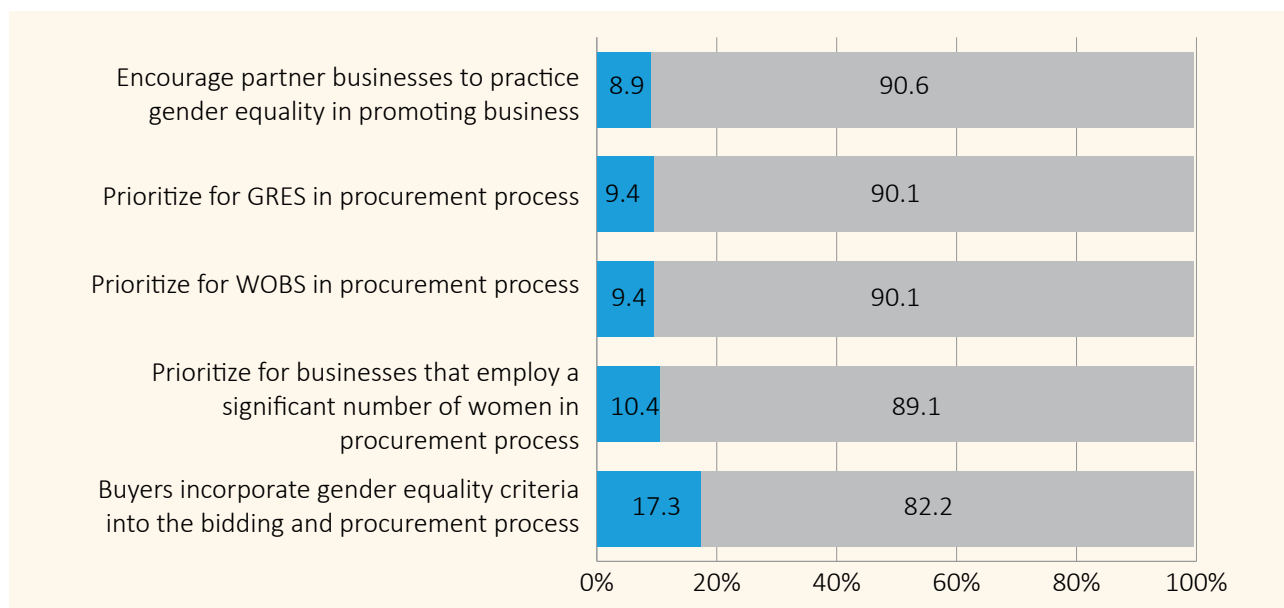 Encourage partner businesses to practice
gender equality in promoting business
8.9
90.6
Prioritize for GRES in procurement process
9.4
90.1
Prioritize for WOBS in procurement process
9.4
90.1
Prioritize for businesses that employ a
significant number of women in
procurement process
10.4
89.1
Buyers incorporate gender equality criteria
into the bidding and procurement process
17.3
82.2
0% 20% 40% 60% 80% 100%